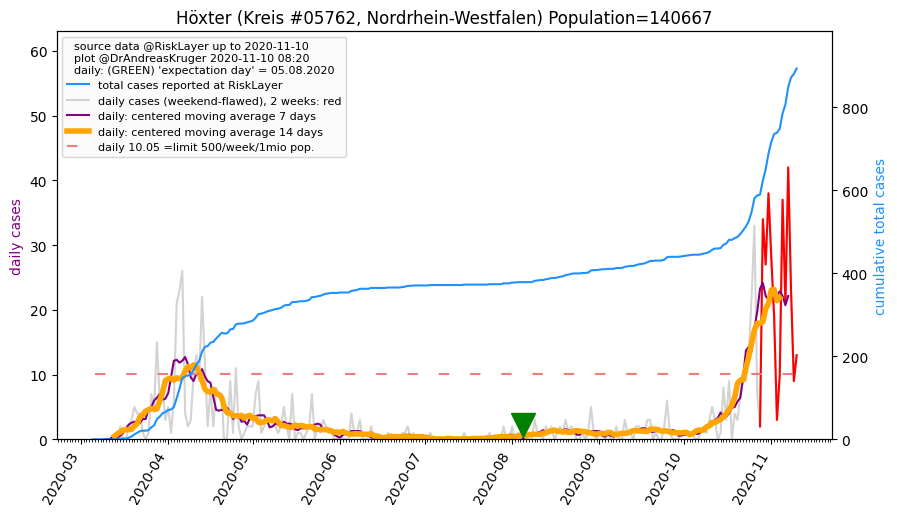 Höxter (Kreis #05762, Nordrhein-Westfalen) Population=140667
source data @RiskLayer up to 2020-11-10
plot @DrAndreasKruger 2020-11-10 08:20
daily: (GREEN) 'expectation day' = 05.08.2020
total cases reported at RiskLayer
daily cases (weekend-flawed), 2 weeks: red
daily: centered moving average 7 days
daily: centered moving average 14 days
daily 10.05 =limit 500/week/1mio pop.
daily cases
60
50
40
30
20
10
0
cumulative total cases
800
600
400
200
0
2020-03
2020-04
2020-05
2020-06
2020-07
2020-08
2020-09
2020-10
2020-11